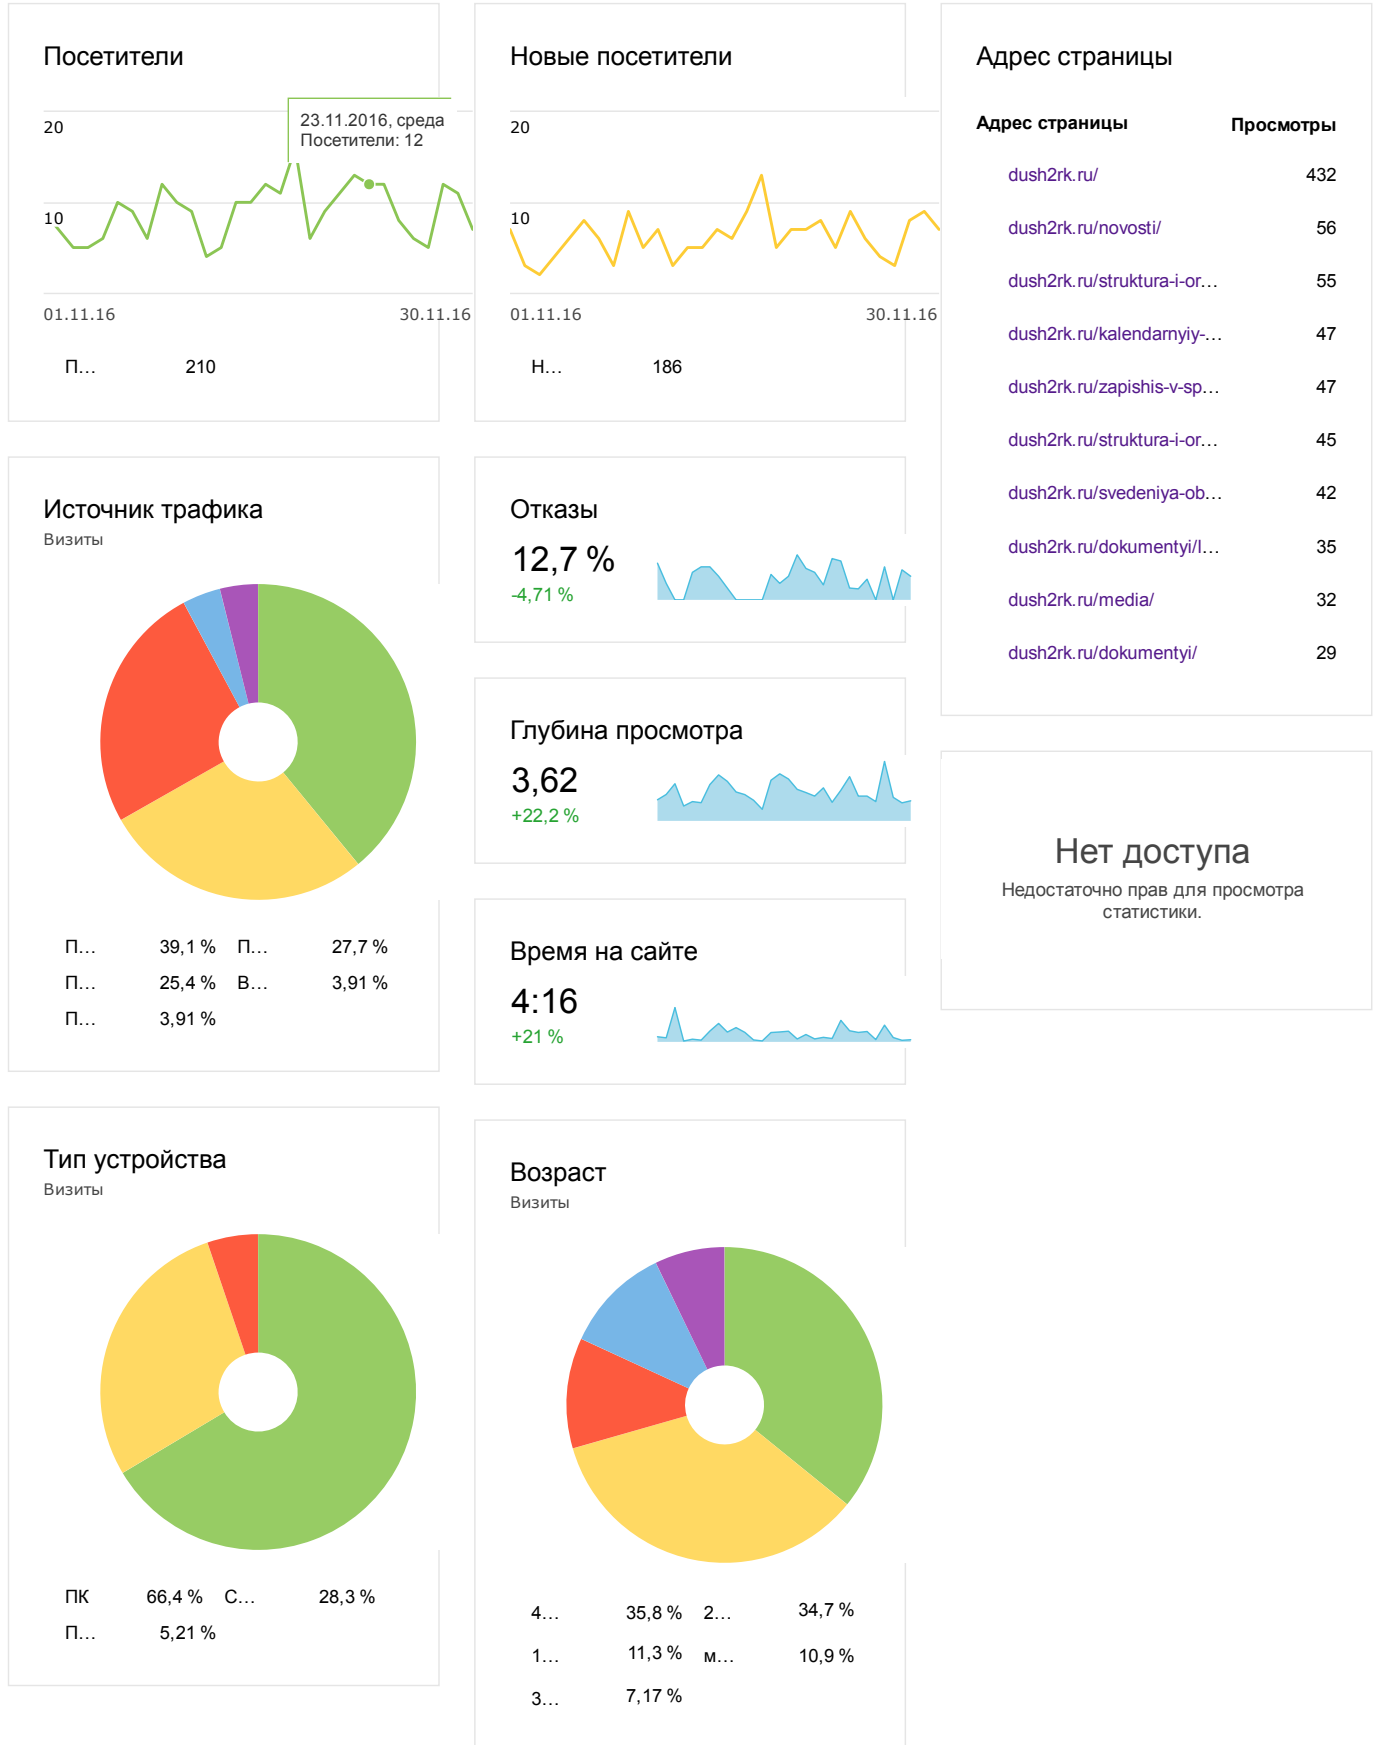 Посетители
20
23.11.2016, среда
Посетители: 12
10
01.11.16 30.11.16
П… 210
Новые посетители
20
10
01.11.16 30.11.16
Н… 186
Адрес страницы
Адрес страницы Просмотры
dush2rk.ru/ 432
dush2rk.ru/novosti/ 56
dush2rk.ru/struktura-i-or… 55
dush2rk.ru/kalendarnyiy-… 47
dush2rk.ru/zapishis-v-sp… 47
dush2rk.ru/struktura-i-or… 45
dush2rk.ru/svedeniya-ob… 42
dush2rk.ru/dokumentyi/l… 35
dush2rk.ru/media/ 32
dush2rk.ru/dokumentyi/ 29
Источник трафика
Визиты
П… 39,1 % П… 27,7 %
П… 25,4 % В… 3,91 %
П… 3,91 %
Отказы
12,7 %
-4,71 %
Глубина просмотра
3,62
+22,2 %
Время на сайте
4:16
+21 %
Нет доступа
Недостаточно прав для просмотра
статистики.
Тип устройства
Визиты
ПК 66,4 % С… 28,3 %
П… 5,21 %
Возраст
Визиты
4… 35,8 % 2… 34,7 %
1… 11,3 % м… 10,9 %
3… 7,17 %